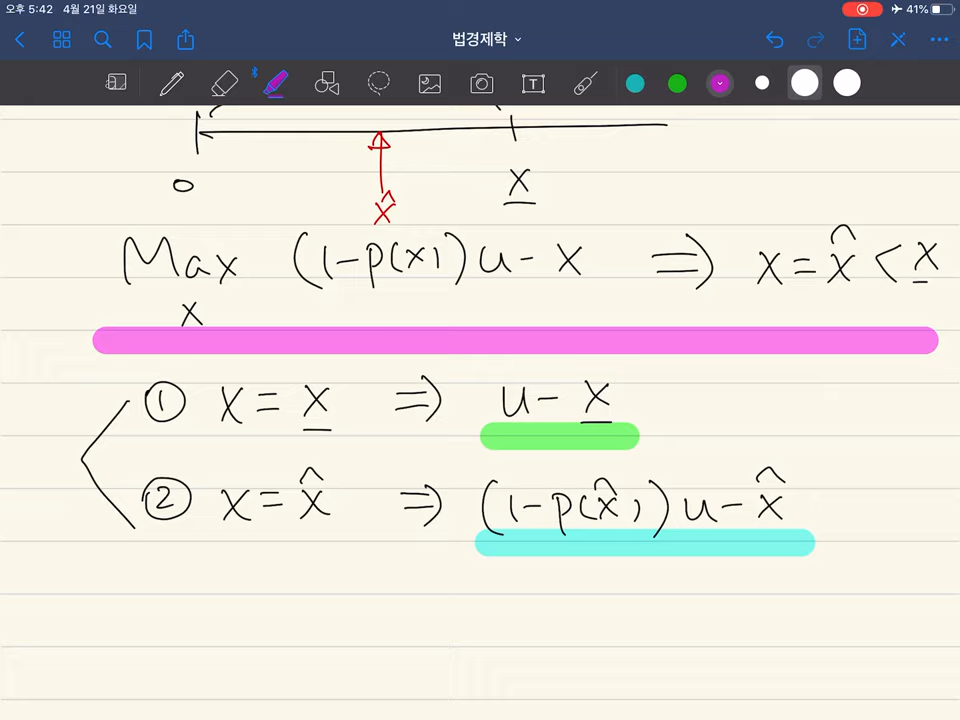 오후 5:42 4월 21일 화요일
41%
법경제학
0 x̂ x̲
Max (1-p(x))u - x ⇒ x = x̂ < x̲
x
① x = x̲ ⇒ u - x̲
② x = x̂ ⇒ (1-p(x̂))u - x̂